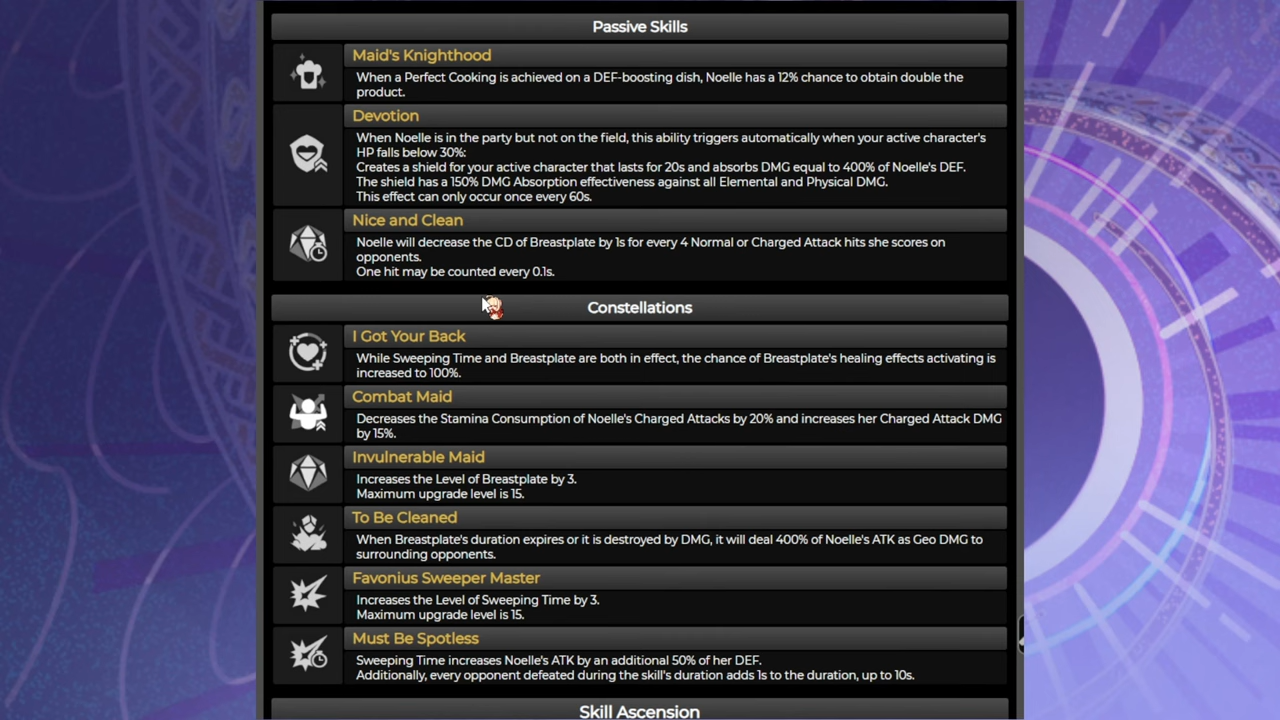 Passive Skills
Maid's Knighthood
When a Perfect Cooking is achieved on a DEF-boosting dish, Noelle has a 12% chance to obtain double the
product.
Devotion
When Noelle is in the party but not on the field, this ability triggers automatically when your active character's
HP falls below 30%:
Creates a shield for your active character that lasts for 20s and absorbs DMG equal to 400% of Noelle's DEF.
The shield has a 150% DMG Absorption effectiveness against all Elemental and Physical DMG.
This effect can only occur once every 60s.
Nice and Clean
Noelle will decrease the CD of Breastplate by 1s for every 4 Normal or Charged Attack hits she scores on
opponents.
One hit may be counted every 0.1s.
Constellations
I Got Your Back
While Sweeping Time and Breastplate are both in effect, the chance of Breastplate's healing effects activating is
increased to 100%.
Combat Maid
Decreases the Stamina Consumption of Noelle's Charged Attacks by 20% and increases her Charged Attack DMG
by 15%.
Invulnerable Maid
Increases the Level of Breastplate by 3.
Maximum upgrade level is 15.
To Be Cleaned
When Breastplate's duration expires or it is destroyed by DMG, it will deal 400% of Noelle's ATK as Geo DMG to
surrounding opponents.
Favonius Sweeper Master
Increases the Level of Sweeping Time by 3.
Maximum upgrade level is 15.
Must Be Spotless
Sweeping Time increases Noelle's ATK by an additional 50% of her DEF.
Additionally, every opponent defeated during the skill's duration adds 1s to the duration, up to 10s.
Skill Ascension